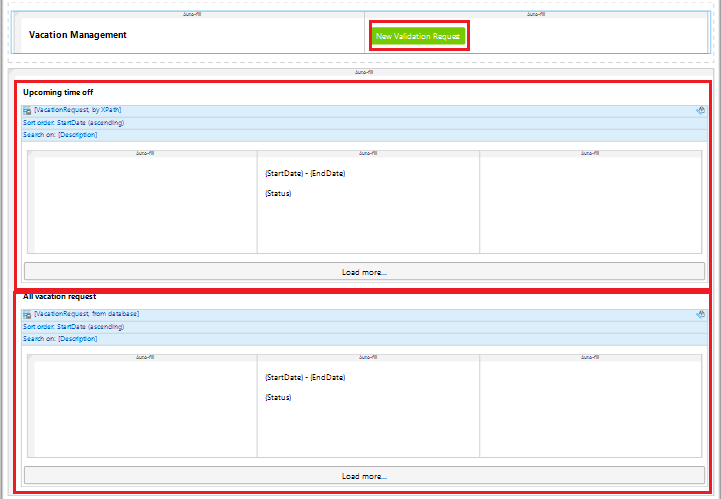 Auto-fill
Auto-fill
Vacation Management
New Validation Request
Auto-fill
Upcoming time off
[VacationRequest, by XPath]
Sort order: StartDate (ascending)
Search on: [Description]
Auto-fill
Auto-fill
Auto-fill
{StartDate} - {EndDate}
{Status}
Load more...
All vacation request
[VacationRequest, from database]
Sort order: StartDate (ascending)
Search on: [Description]
Auto-fill
Auto-fill
Auto-fill
{StartDate} - {EndDate}
{Status}
Load more...